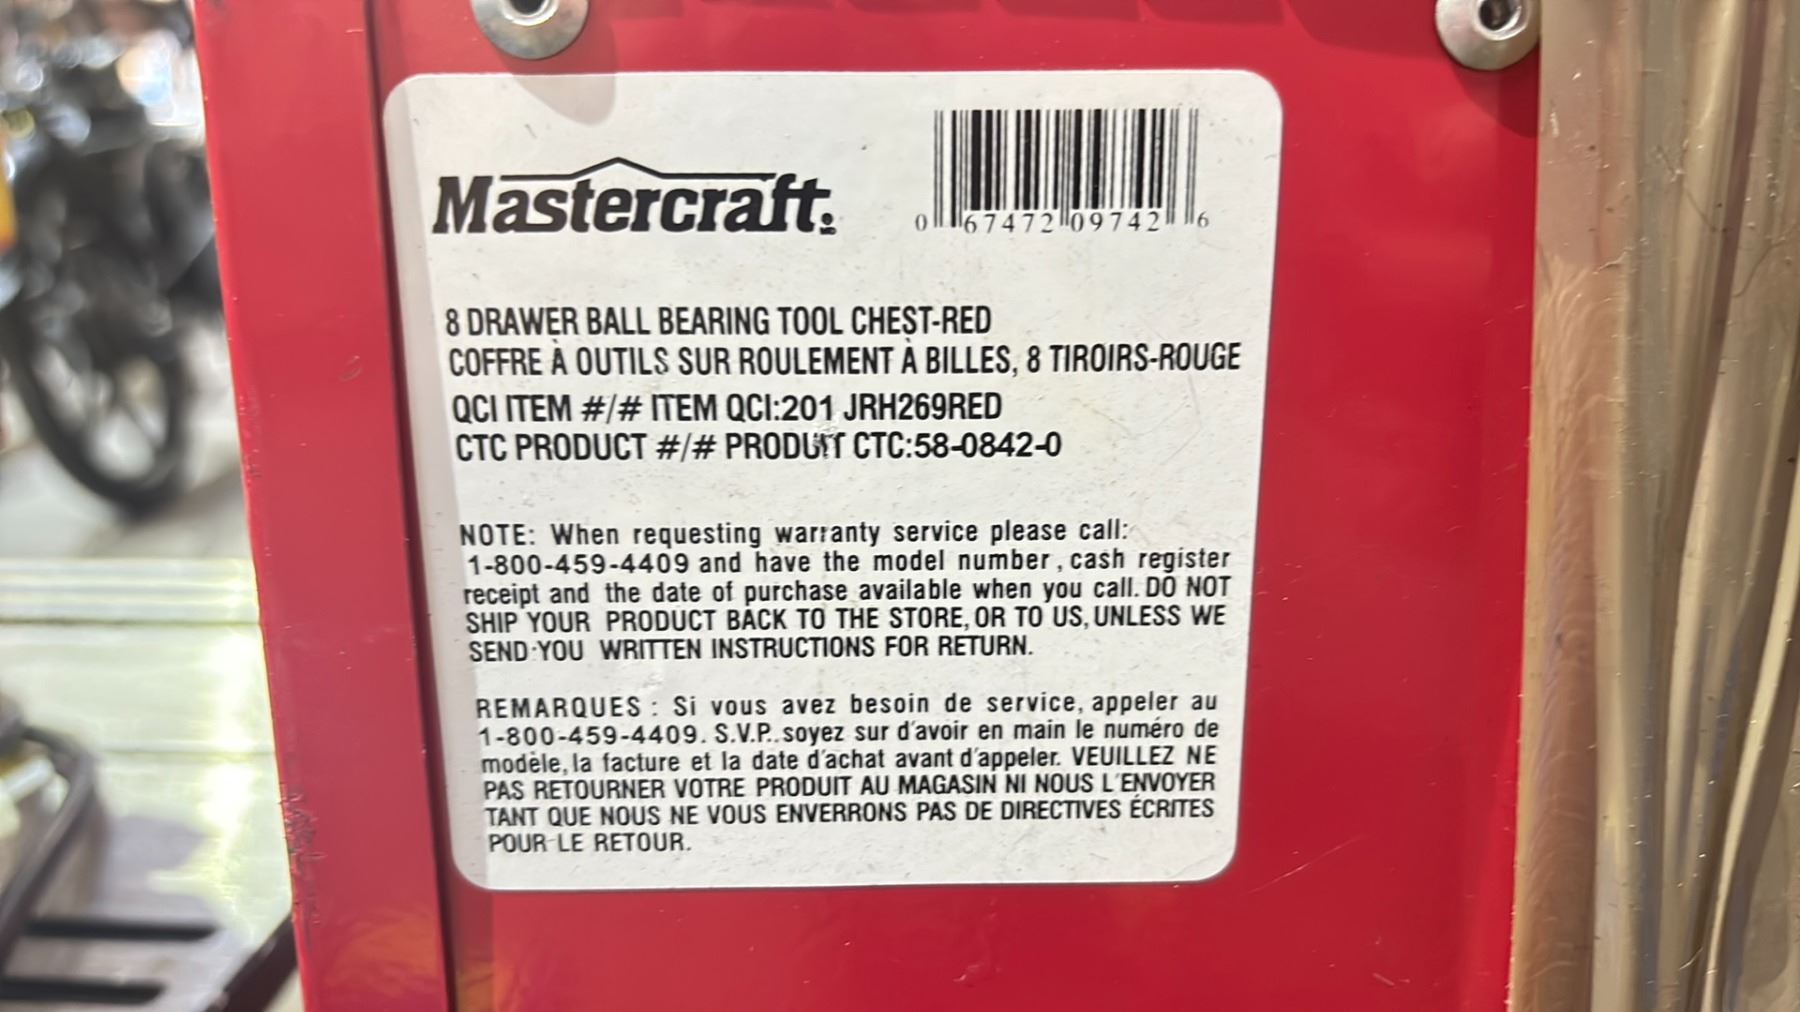 Mastercraft
0 67472 09742 6
8 DRAWER BALL BEARING TOOL CHEST-RED
COFFRE À OUTILS SUR ROULEMENT À BILLES, 8 TIROIRS-ROUGE
QCI ITEM #/# ITEM QCI:201 JRH269RED
CTC PRODUCT #/# PRODUIT CTC:58-0842-0
NOTE: When requesting warranty service please call:
1-800-459-4409 and have the model number, cash register
receipt and the date of purchase available when you call. DO NOT
SHIP YOUR PRODUCT BACK TO THE STORE, OR TO US, UNLESS WE
SEND YOU WRITTEN INSTRUCTIONS FOR RETURN.
REMARQUES : Si vous avez besoin de service, appeler au
1-800-459-4409. S.V.P. soyez sur d'avoir en main le numéro de
modèle, la facture et la date d'achat avant d'appeler. VEUILLEZ NE
PAS RETOURNER VOTRE PRODUIT AU MAGASIN NI NOUS L'ENVOYER
TANT QUE NOUS NE VOUS ENVERRONS PAS DE DIRECTIVES ÉCRITES
POUR LE RETOUR.